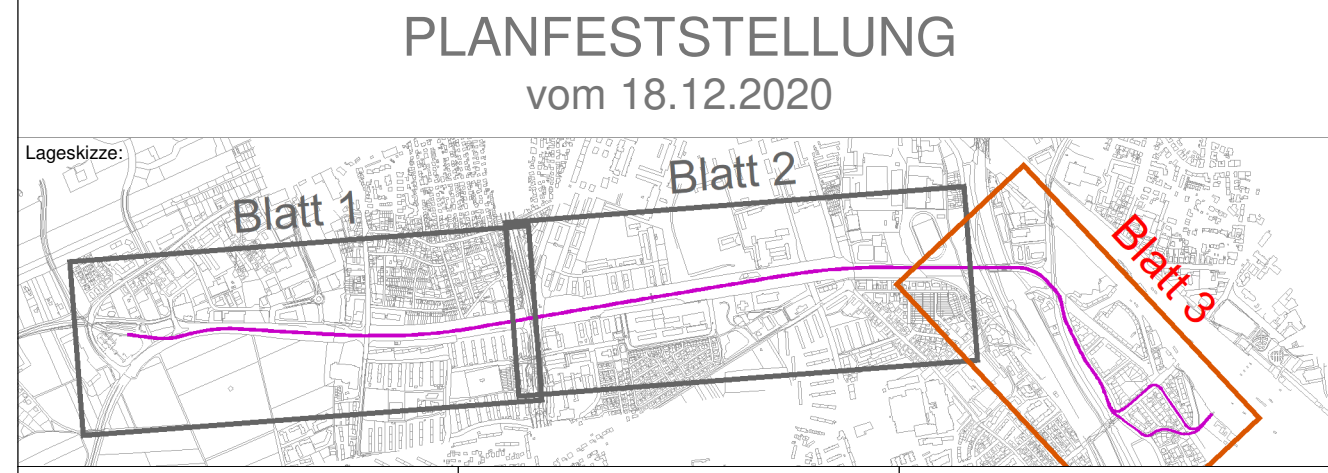 PLANFESTSTELLUNG
vom 18.12.2020
Lageskizze:
Blatt 1
Blatt 2
Blatt 3